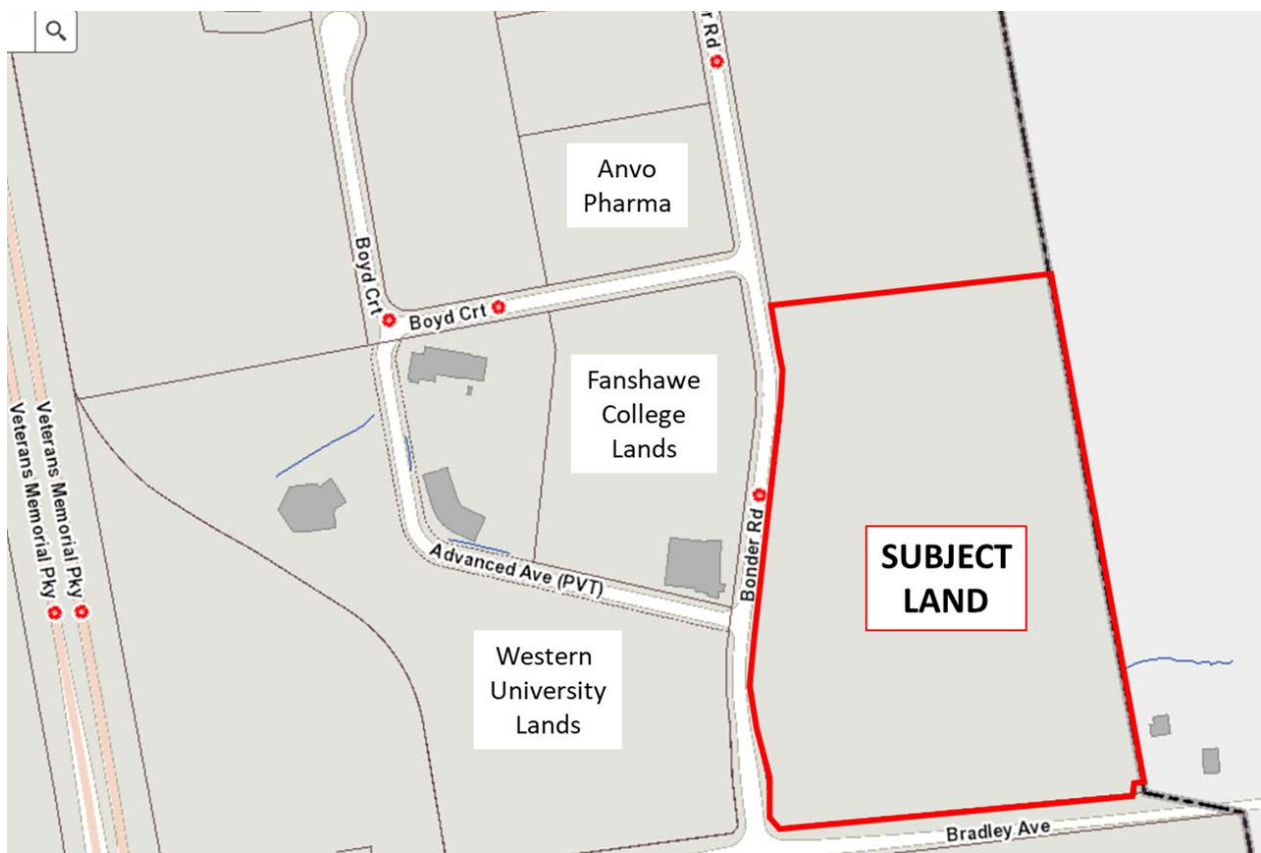 r Rd
Anvo
Pharma
Boyd Crt
Boyd Crt
Fanshawe
College
Lands
Veterans Memorial Pky
Veterans Memorial Pky
Bonder Rd
SUBJECT
LAND
Advanced Ave (PVT)
Western
University
Lands
Bradley Ave